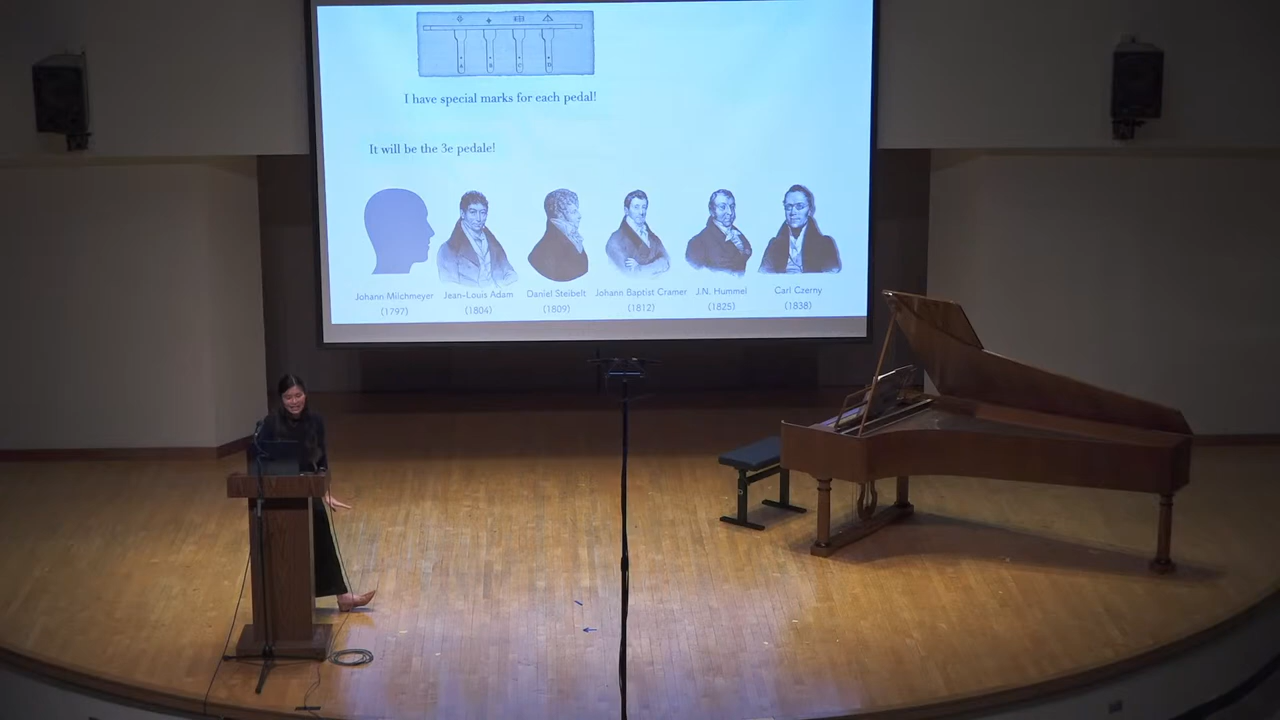 A B C D
I have special marks for each pedal!
It will be the 3e pedale!
Johann Milchmeyer Jean-Louis Adam Daniel Steibelt Johann Baptist Cramer J.N. Hummel Carl Czerny
(1797) (1804) (1809) (1812) (1825) (1838)